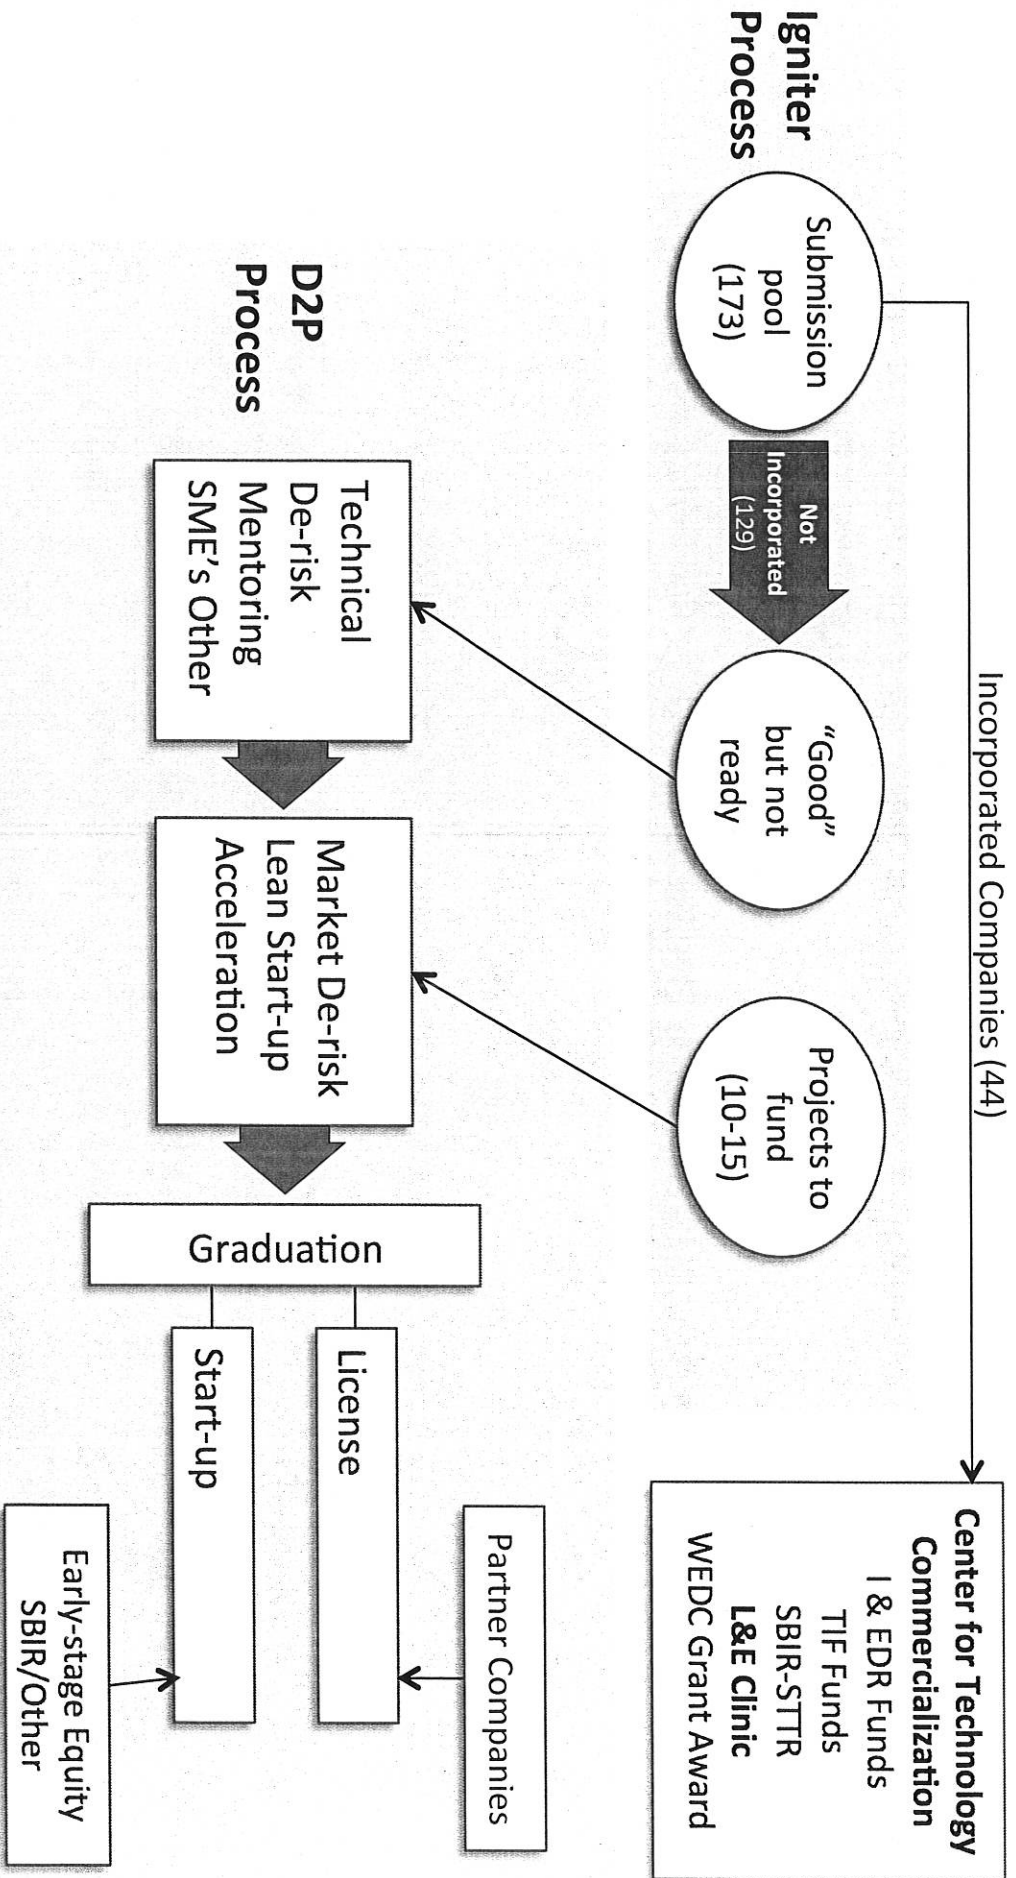 Incorporated Companies (44)
Igniter
Process
Submission
pool
(173)
Not
Incorporated
(129)
“Good”
but not
ready
Projects to
fund
(10-15)
Center for Technology
Commercialization
I & EDR Funds
TIF Funds
SBIR-STTR
L&E Clinic
WEDC Grant Award
D2P
Process
Technical
De-risk
Mentoring
SME's Other
Market De-risk
Lean Start-up
Acceleration
Graduation
License
Start-up
Partner Companies
Early-stage Equity
SBIR/Other